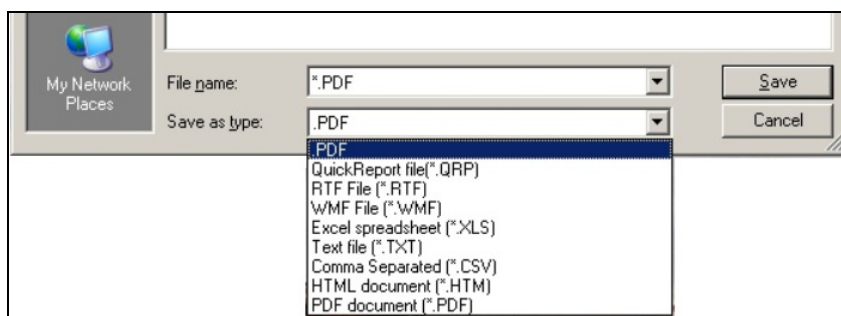 My Network
Places
File name:
*.PDF
Save
Save as type:
.PDF
Cancel
.PDF
QuickReport file(*.QRP)
RTF File (*.RTF)
WMF File (*.WMF)
Excel spreadsheet (*.XLS)
Text file (*.TXT)
Comma Separated (*.CSV)
HTML document (*.HTM)
PDF document (*.PDF)